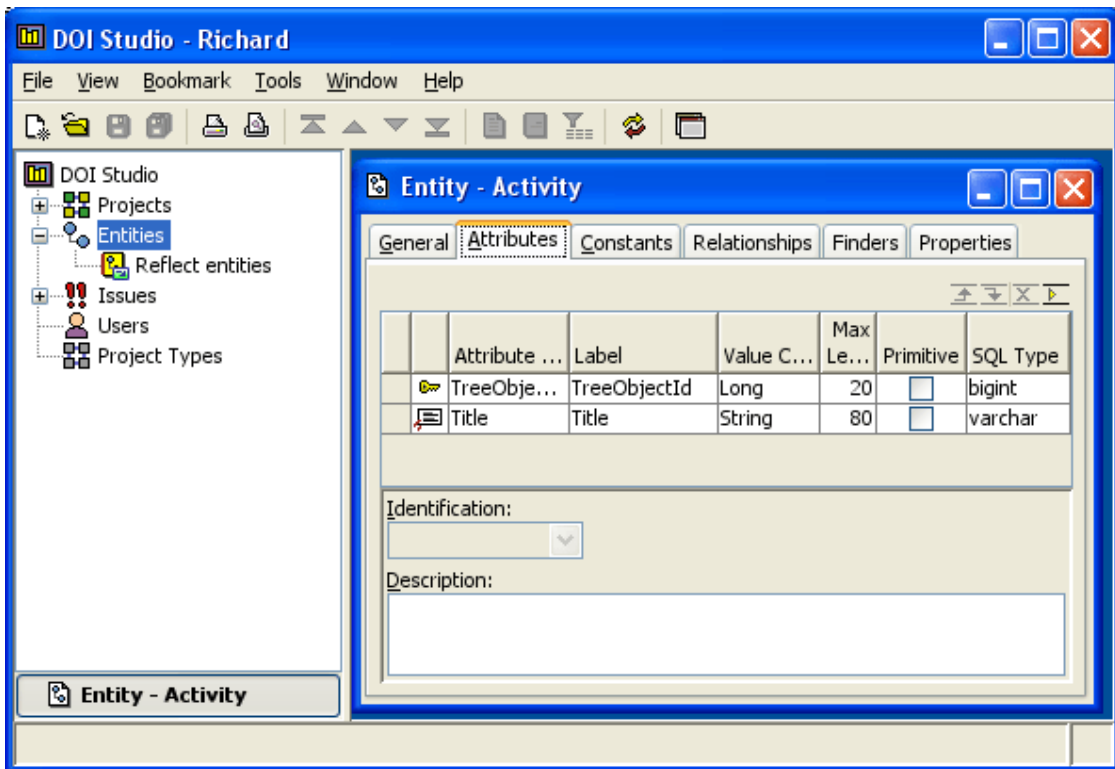 DOI Studio - Richard
File View Bookmark Tools Window Help
DOI Studio
Projects
Entities
Reflect entities
Issues
Users
Project Types
Entity - Activity
Entity - Activity
General Attributes Constants Relationships Finders Properties
Attribute ... Label Value C... Max Le... Primitive SQL Type
TreeObje... TreeObjectId Long 20 bigint
Title Title String 80 varchar
Identification:
Description: